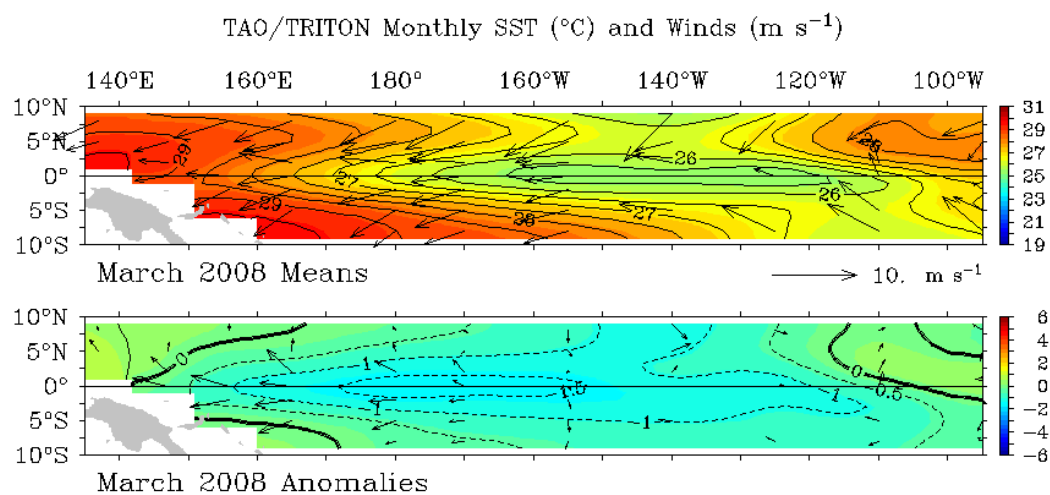 TAO/TRITON Monthly SST (°C) and Winds (m s⁻¹)
140°E 160°E 180° 160°W 140°W 120°W 100°W
10°N
5°N
0°
5°S
10°S
29
29
27
28
27
26
26
28
31
29
27
25
23
21
19
March 2008 Means
10. m s⁻¹
10°N
5°N
0°
5°S
10°S
0
1
1
1.5
1
1
0
0.5
6
4
2
0
-2
-4
-6
March 2008 Anomalies